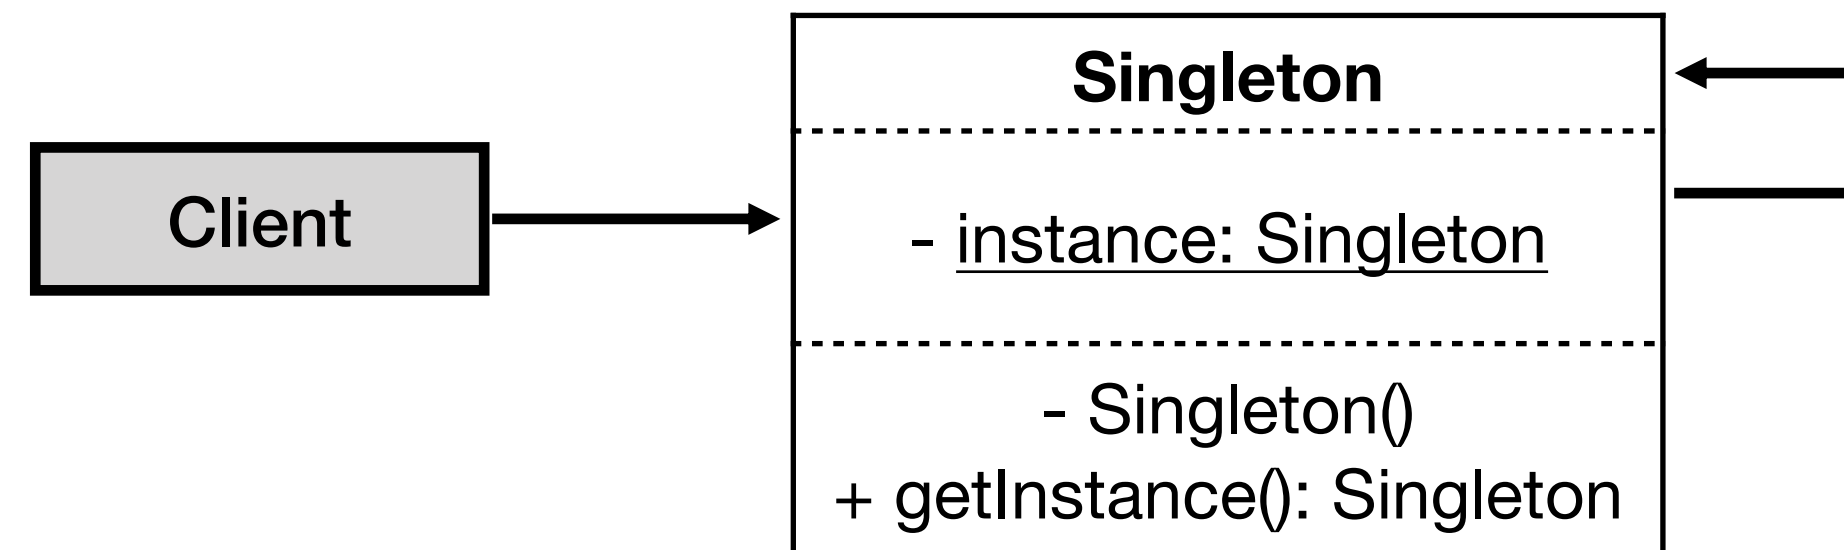 Singleton
Client
- instance: Singleton
- Singleton()
+ getInstance(): Singleton